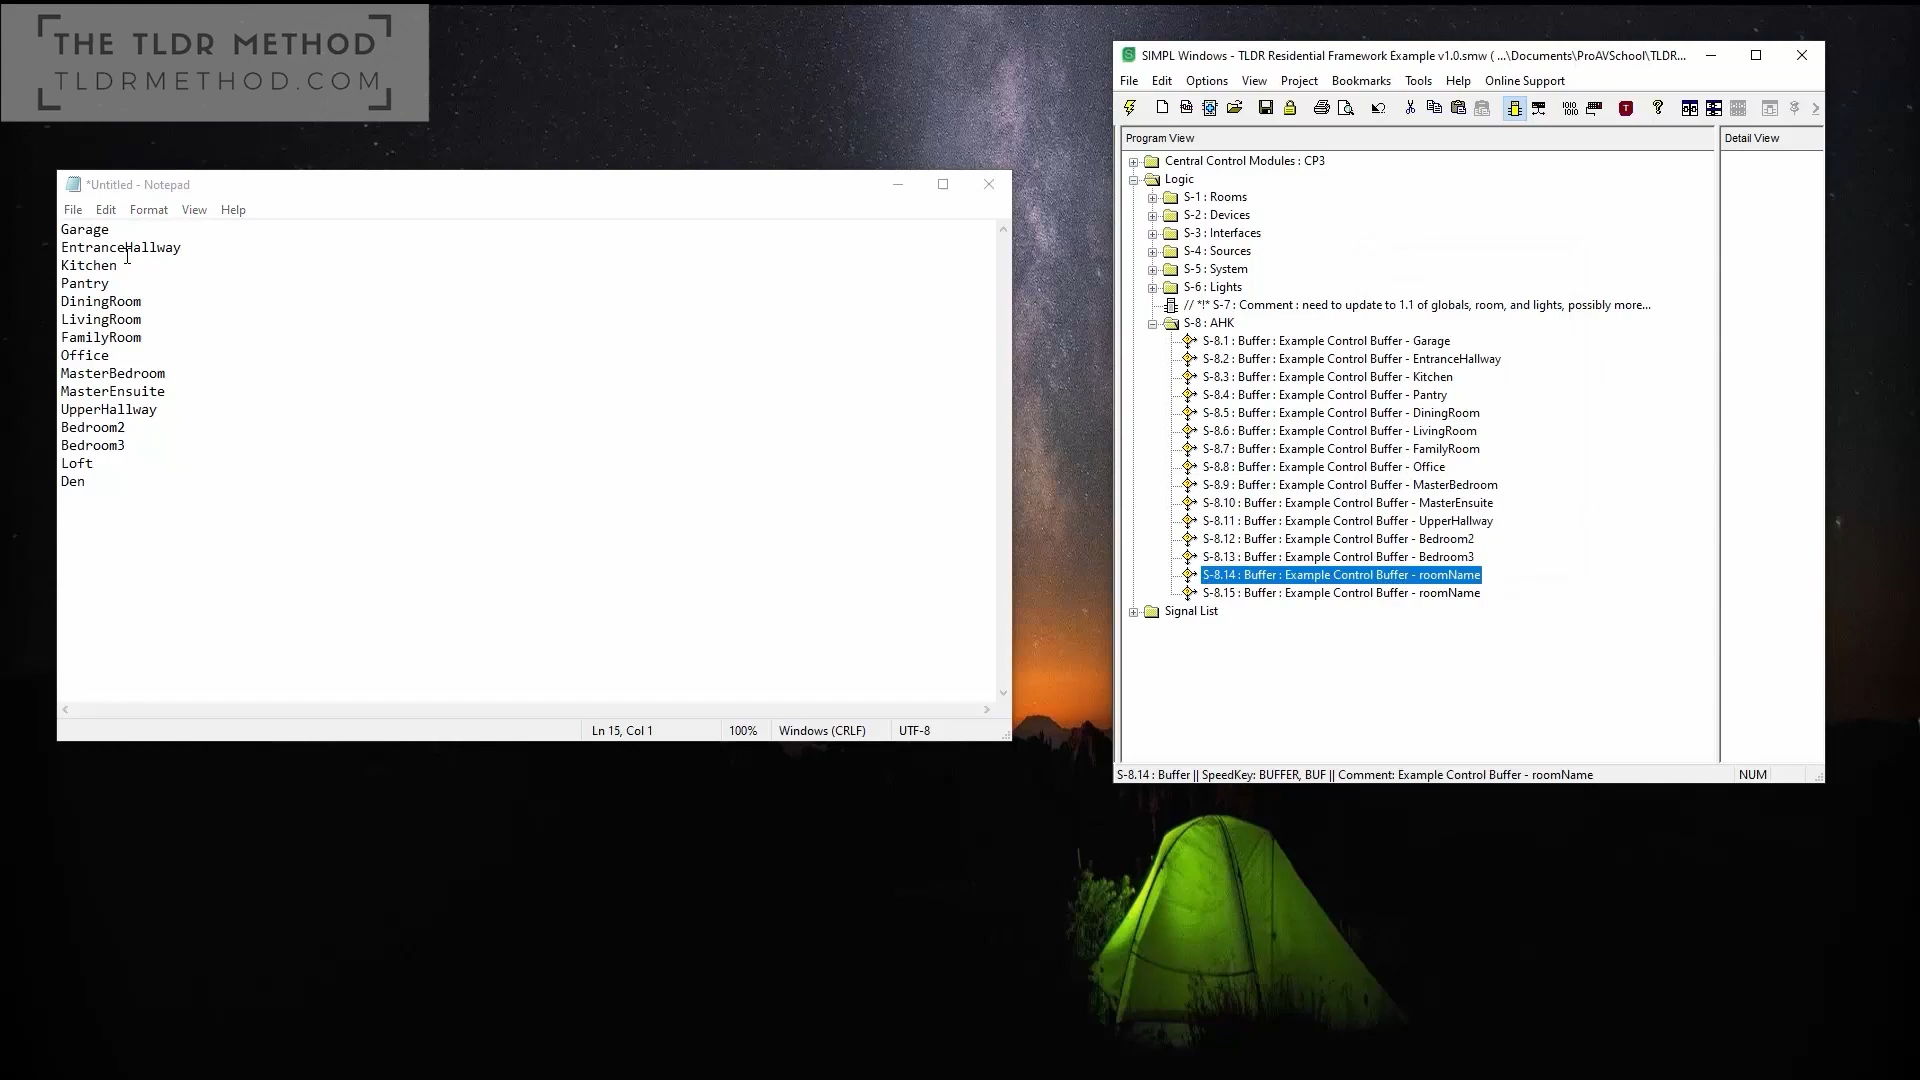 THE TLDR METHOD
TLDRMETHOD.COM
*Untitled - Notepad
File Edit Format View Help
Garage
EntranceHallway
Kitchen
Pantry
DiningRoom
LivingRoom
FamilyRoom
Office
MasterBedroom
MasterEnsuite
UpperHallway
Bedroom2
Bedroom3
Loft
Den
Ln 15, Col 1 100% Windows (CRLF) UTF-8
SIMPL Windows - TLDR Residential Framework Example v1.0.smw ( ...\Documents\ProAVSchool\TLDR...
File Edit Options View Project Bookmarks Tools Help Online Support
Program View
Detail View
Central Control Modules : CP3
Logic
S-1 : Rooms
S-2 : Devices
S-3 : Interfaces
S-4 : Sources
S-5 : System
S-6 : Lights
// *!* S-7 : Comment : need to update to 1.1 of globals, room, and lights, possibly more...
S-8 : AHK
S-8.1 : Buffer : Example Control Buffer - Garage
S-8.2 : Buffer : Example Control Buffer - EntranceHallway
S-8.3 : Buffer : Example Control Buffer - Kitchen
S-8.4 : Buffer : Example Control Buffer - Pantry
S-8.5 : Buffer : Example Control Buffer - DiningRoom
S-8.6 : Buffer : Example Control Buffer - LivingRoom
S-8.7 : Buffer : Example Control Buffer - FamilyRoom
S-8.8 : Buffer : Example Control Buffer - Office
S-8.9 : Buffer : Example Control Buffer - MasterBedroom
S-8.10 : Buffer : Example Control Buffer - MasterEnsuite
S-8.11 : Buffer : Example Control Buffer - UpperHallway
S-8.12 : Buffer : Example Control Buffer - Bedroom2
S-8.13 : Buffer : Example Control Buffer - Bedroom3
S-8.14 : Buffer : Example Control Buffer - roomName
S-8.15 : Buffer : Example Control Buffer - roomName
Signal List
S-8.14 : Buffer || SpeedKey: BUFFER, BUF || Comment: Example Control Buffer - roomName NUM